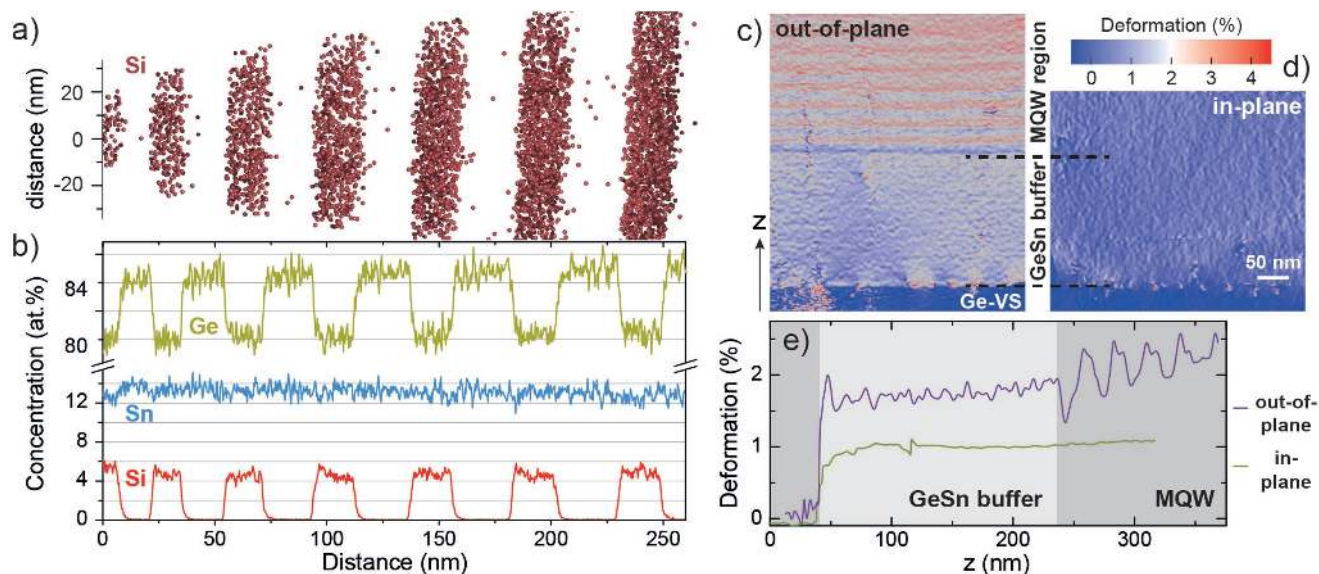 a)
Si
distance (nm)
20
0
-20
b)
Concentration (at.%)
84
80
12
8
4
0
Ge
Sn
Si
0 50 100 150 200 250
Distance (nm)
c)
out-of-plane
MQW region
GeSn buffer
Z
Ge-VS
Deformation (%)
0 1 2 3 4
d)
in-plane
50 nm
e)
Deformation (%)
2
1
0
GeSn buffer
MQW
0 100 200 300
z (nm)
out-of-
plane
in-
plane